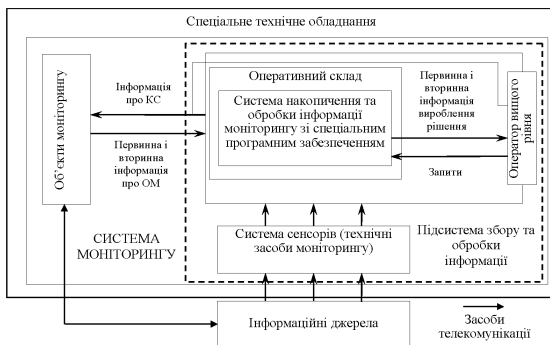 Спеціальне технічне обладнання
Об'єкти моніторингу
Інформація
про КС
Первинна і
вторинна
інформація
про ОМ
Оперативний склад
Система накопичення та
обробки інформації
моніторингу зі спеціальним
програмним забезпеченням
Первинна і
вторинна
інформація
вироблення
рішення
Запити
Оператор вищого
рівня
СИСТЕМА
МОНІТОРИНГУ
Система сенсорів (технічні
засоби моніторингу)
Підсистема збору та
обробки
інформації
Інформаційні джерела
Засоби
телекомунікації